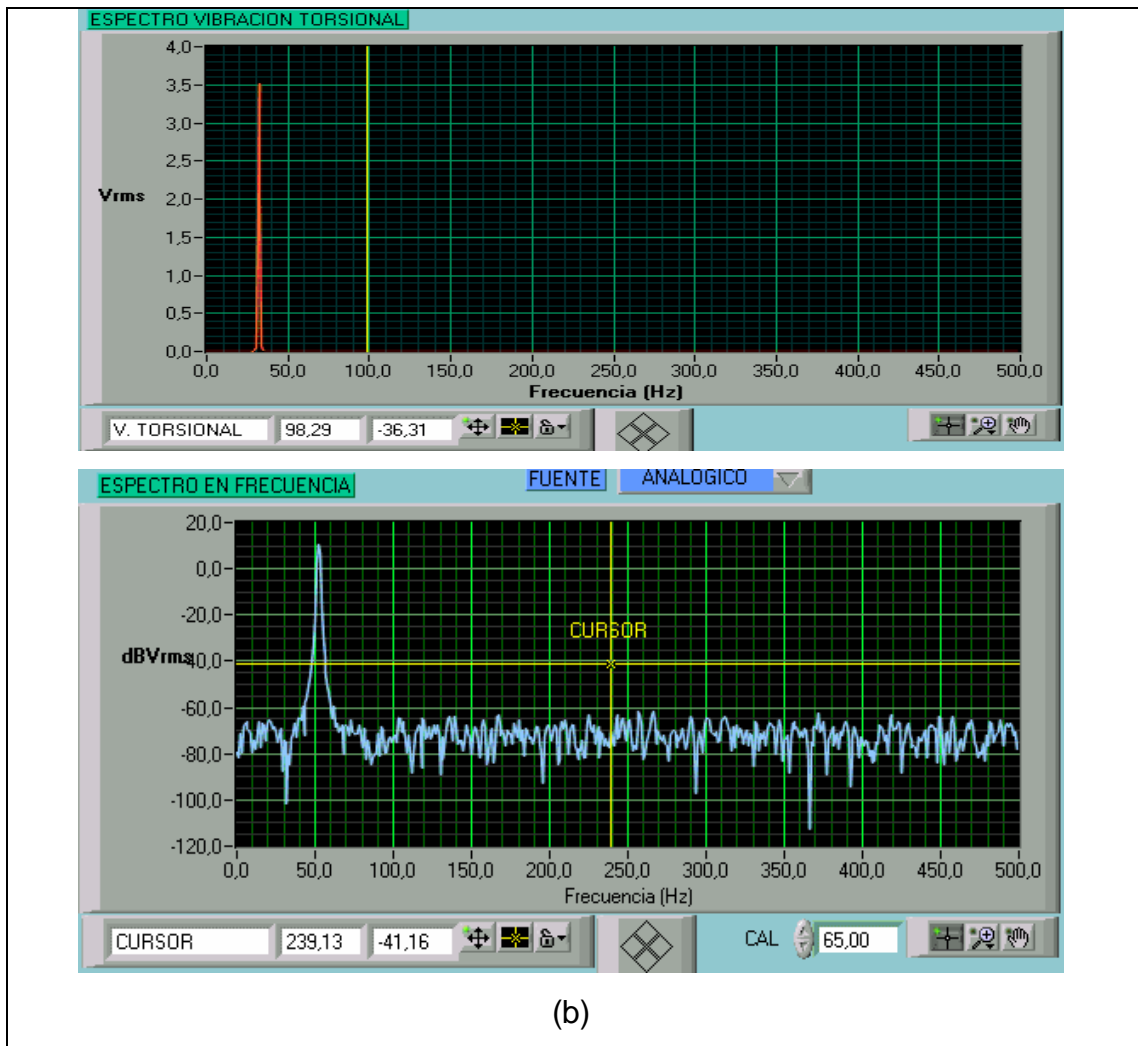 ESPECTRO VIBRACION TORSIONAL
4,0
3,5
3,0
2,5
Vrms 2,0
1,5
1,0
0,5
0,0
0,0 50,0 100,0 150,0 200,0 250,0 300,0 350,0 400,0 450,0 500,0
Frecuencia (Hz)
V. TORSIONAL 98,29 -36,31
ESPECTRO EN FRECUENCIA FUENTE ANALOGICO
20,0
0,0
-20,0
CURSOR
dBVrms -40,0
-60,0
-80,0
-100,0
-120,0
0,0 50,0 100,0 150,0 200,0 250,0 300,0 350,0 400,0 450,0 500,0
Frecuencia (Hz)
CURSOR 239,13 -41,16 CAL 65,00
(b)